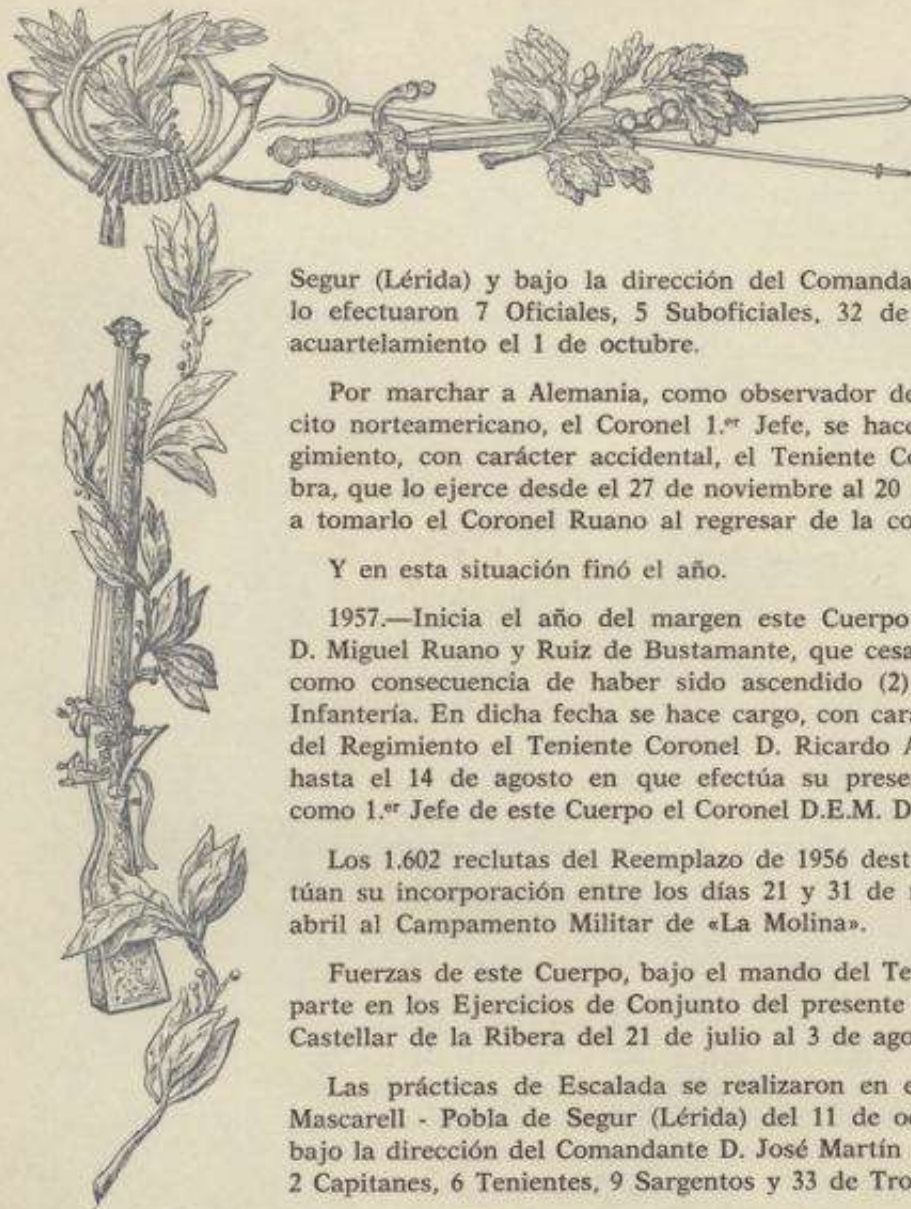 Segur (Lérida) y bajo la dirección del Comanda
lo efectuaron 7 Oficiales, 5 Suboficiales, 32 de
acuartelamiento el 1 de octubre.
Por marchar a Alemania, como observador de
cito norteamericano, el Coronel 1.er Jefe, se hace
gimiento, con carácter accidental, el Teniente Co
bra, que lo ejerce desde el 27 de noviembre al 20
a tomarlo el Coronel Ruano al regresar de la co
Y en esta situación finó el año.
1957.—Inicia el año del margen este Cuerpo
D. Miguel Ruano y Ruiz de Bustamante, que cesa
como consecuencia de haber sido ascendido (2)
Infantería. En dicha fecha se hace cargo, con cará
del Regimiento el Teniente Coronel D. Ricardo A
hasta el 14 de agosto en que efectúa su prese
como 1.er Jefe de este Cuerpo el Coronel D.E.M. D
Los 1.602 reclutas del Reemplazo de 1956 dest
túan su incorporación entre los días 21 y 31 de
abril al Campamento Militar de «La Molina».
Fuerzas de este Cuerpo, bajo el mando del Te
parte en los Ejercicios de Conjunto del presente
Castellar de la Ribera del 21 de julio al 3 de ago
Las prácticas de Escalada se realizaron en e
Mascarell - Pobla de Segur (Lérida) del 11 de oc
bajo la dirección del Comandante D. José Martín
2 Capitanes, 6 Tenientes, 9 Sargentos y 33 de Tro